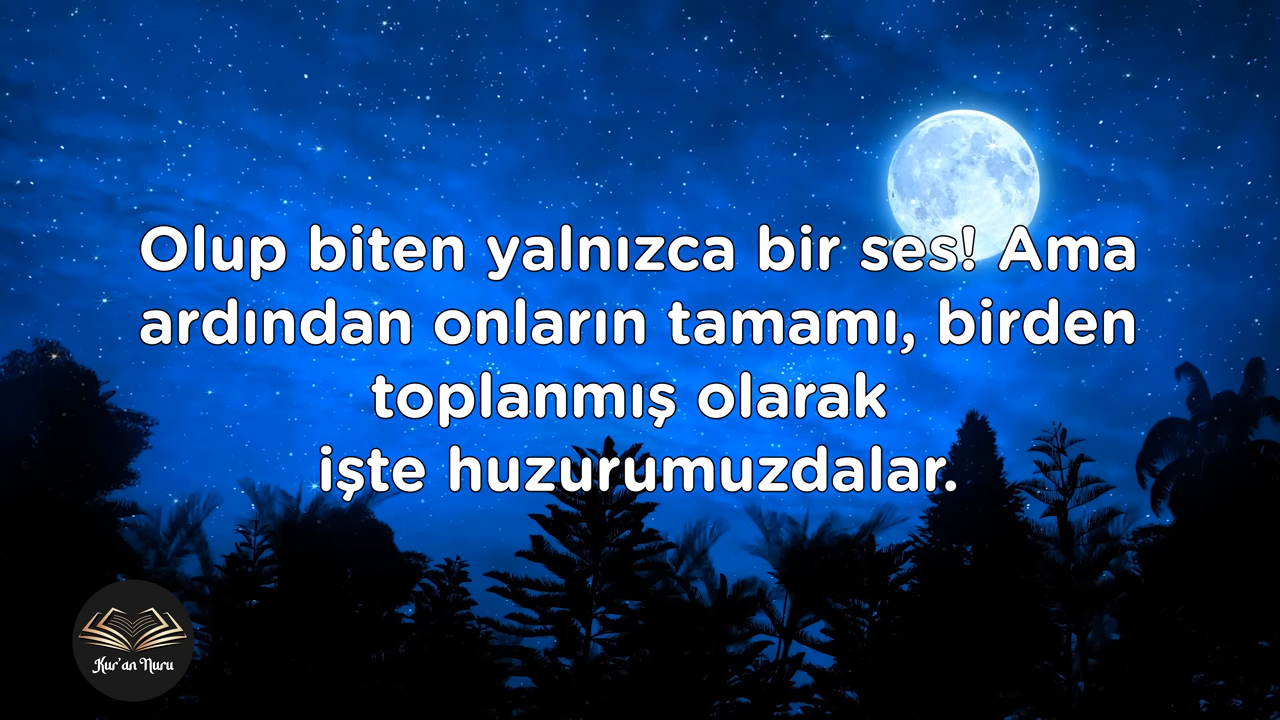 Olup biten yalnızca bir ses! Ama
ardından onların tamamı, birden
toplanmış olarak
işte huzurumuzdalar.
Kur'an Nuru